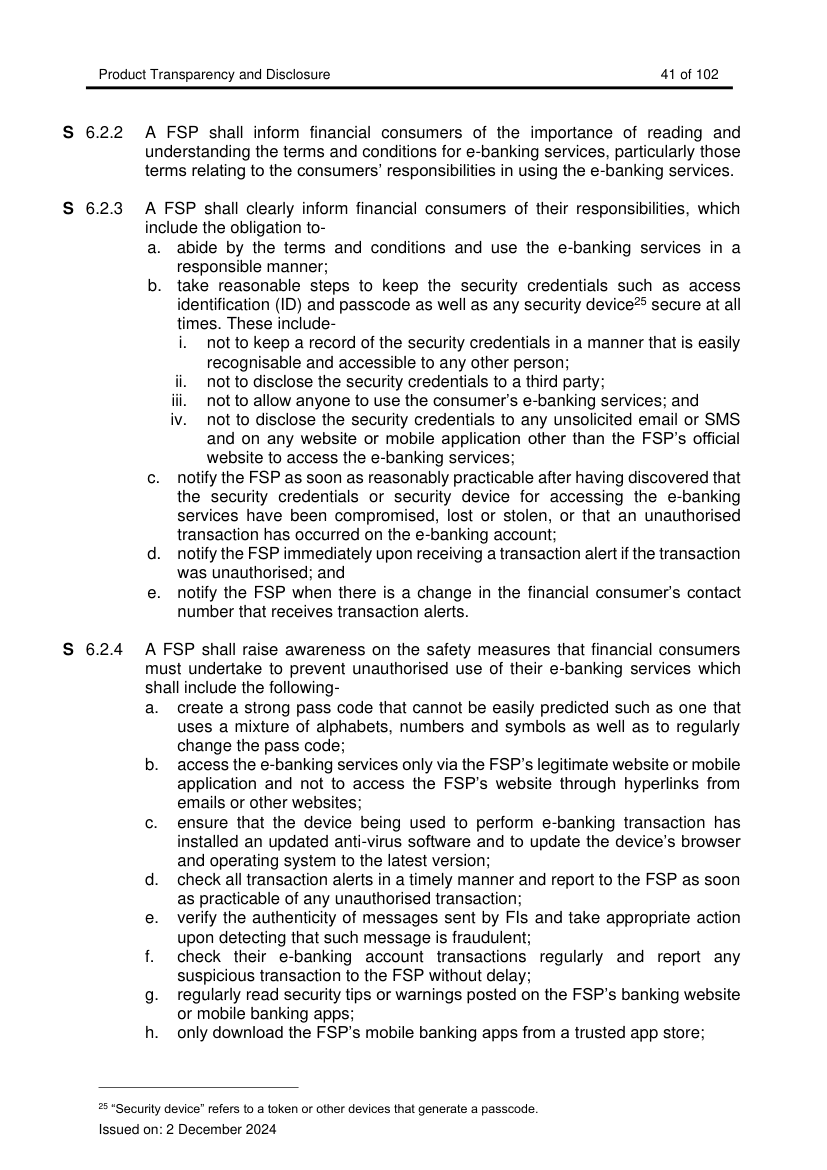 Product Transparency and Disclosure 41 of 102
S 6.2.2 A FSP shall inform financial consumers of the importance of reading and
understanding the terms and conditions for e-banking services, particularly those
terms relating to the consumers’ responsibilities in using the e-banking services.
S 6.2.3 A FSP shall clearly inform financial consumers of their responsibilities, which
include the obligation to-
a. abide by the terms and conditions and use the e-banking services in a
responsible manner;
b. take reasonable steps to keep the security credentials such as access
identification (ID) and passcode as well as any security device²⁵ secure at all
times. These include-
i. not to keep a record of the security credentials in a manner that is easily
recognisable and accessible to any other person;
ii. not to disclose the security credentials to a third party;
iii. not to allow anyone to use the consumer’s e-banking services; and
iv. not to disclose the security credentials to any unsolicited email or SMS
and on any website or mobile application other than the FSP’s official
website to access the e-banking services;
c. notify the FSP as soon as reasonably practicable after having discovered that
the security credentials or security device for accessing the e-banking
services have been compromised, lost or stolen, or that an unauthorised
transaction has occurred on the e-banking account;
d. notify the FSP immediately upon receiving a transaction alert if the transaction
was unauthorised; and
e. notify the FSP when there is a change in the financial consumer’s contact
number that receives transaction alerts.
S 6.2.4 A FSP shall raise awareness on the safety measures that financial consumers
must undertake to prevent unauthorised use of their e-banking services which
shall include the following-
a. create a strong pass code that cannot be easily predicted such as one that
uses a mixture of alphabets, numbers and symbols as well as to regularly
change the pass code;
b. access the e-banking services only via the FSP’s legitimate website or mobile
application and not to access the FSP’s website through hyperlinks from
emails or other websites;
c. ensure that the device being used to perform e-banking transaction has
installed an updated anti-virus software and to update the device’s browser
and operating system to the latest version;
d. check all transaction alerts in a timely manner and report to the FSP as soon
as practicable of any unauthorised transaction;
e. verify the authenticity of messages sent by FIs and take appropriate action
upon detecting that such message is fraudulent;
f. check their e-banking account transactions regularly and report any
suspicious transaction to the FSP without delay;
g. regularly read security tips or warnings posted on the FSP’s banking website
or mobile banking apps;
h. only download the FSP’s mobile banking apps from a trusted app store;
²⁵ “Security device” refers to a token or other devices that generate a passcode.
Issued on: 2 December 2024